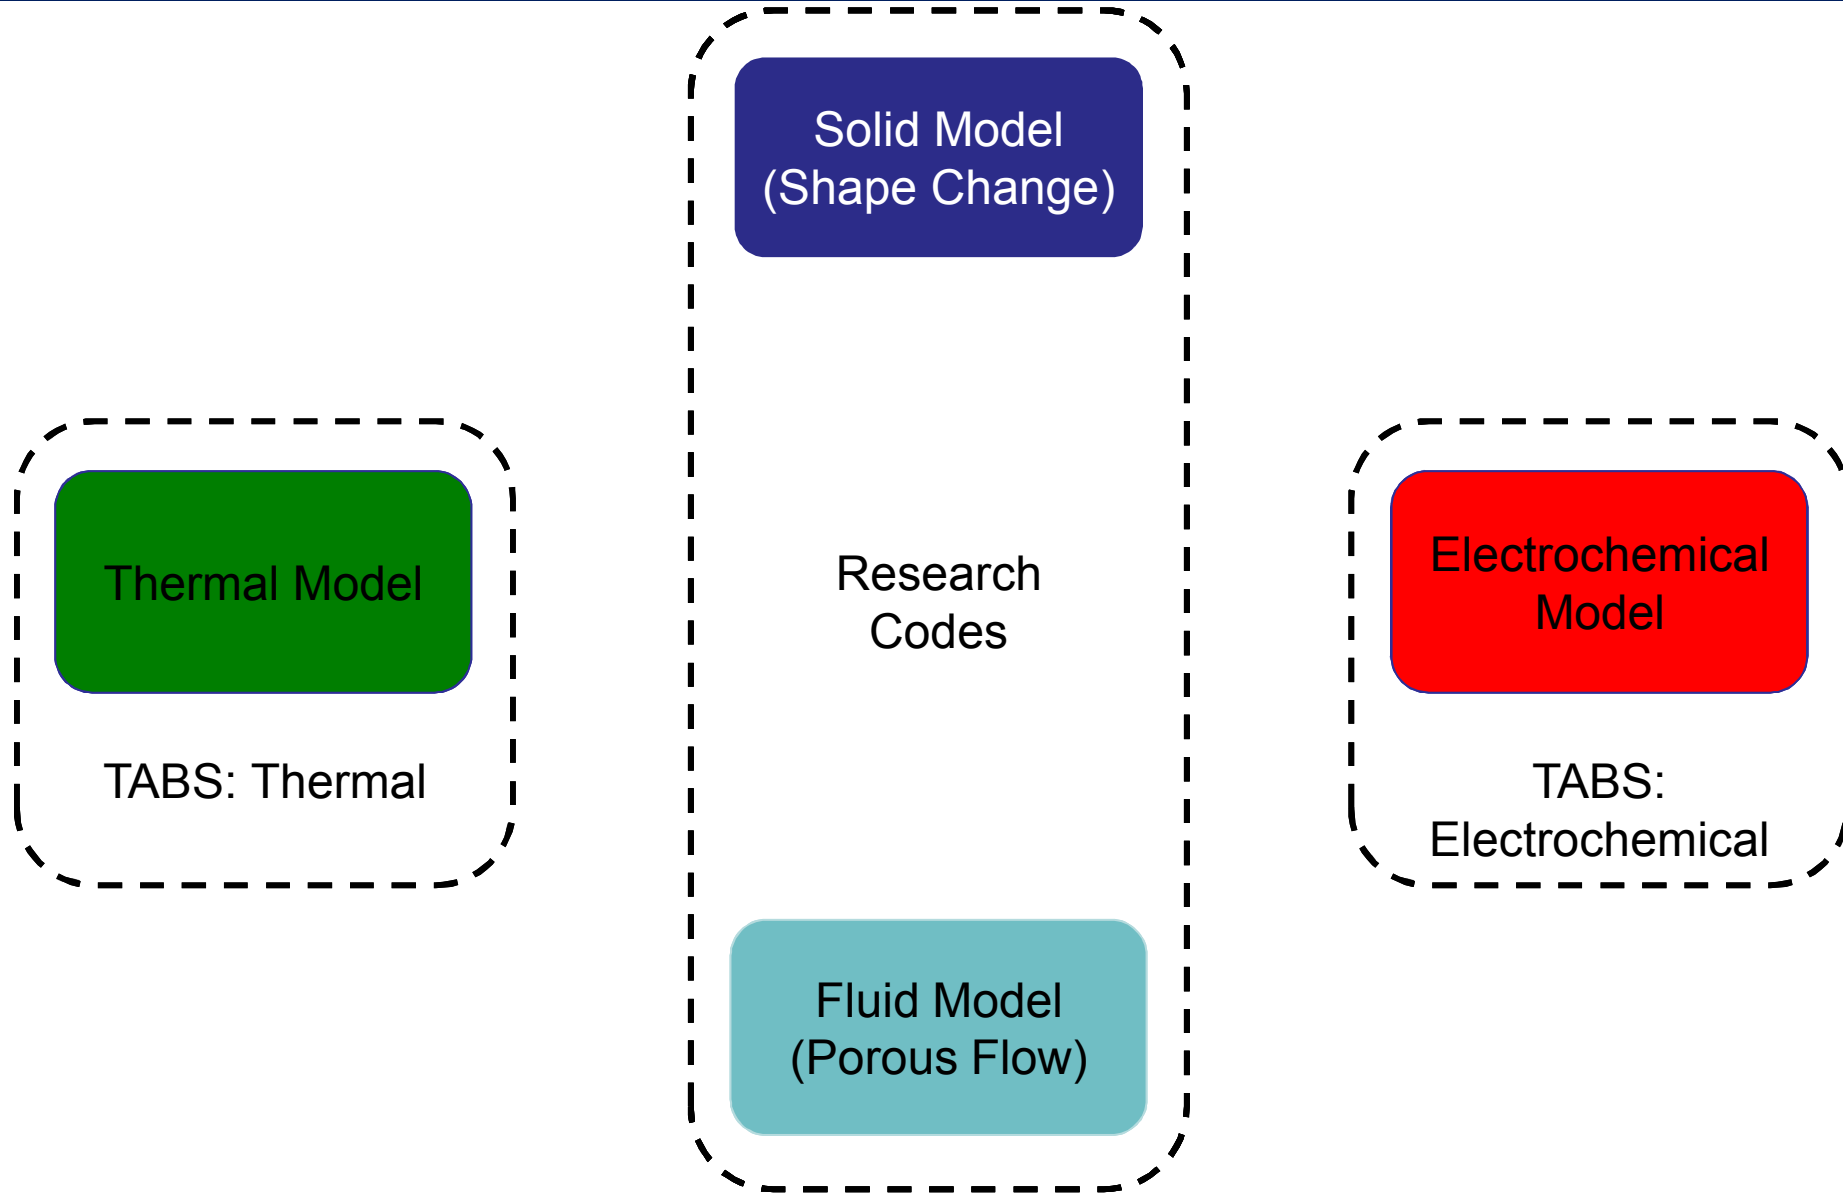 Solid Model
(Shape Change)
Thermal Model
TABS: Thermal
Research
Codes
Electrochemical
Model
TABS:
Electrochemical
Fluid Model
(Porous Flow)